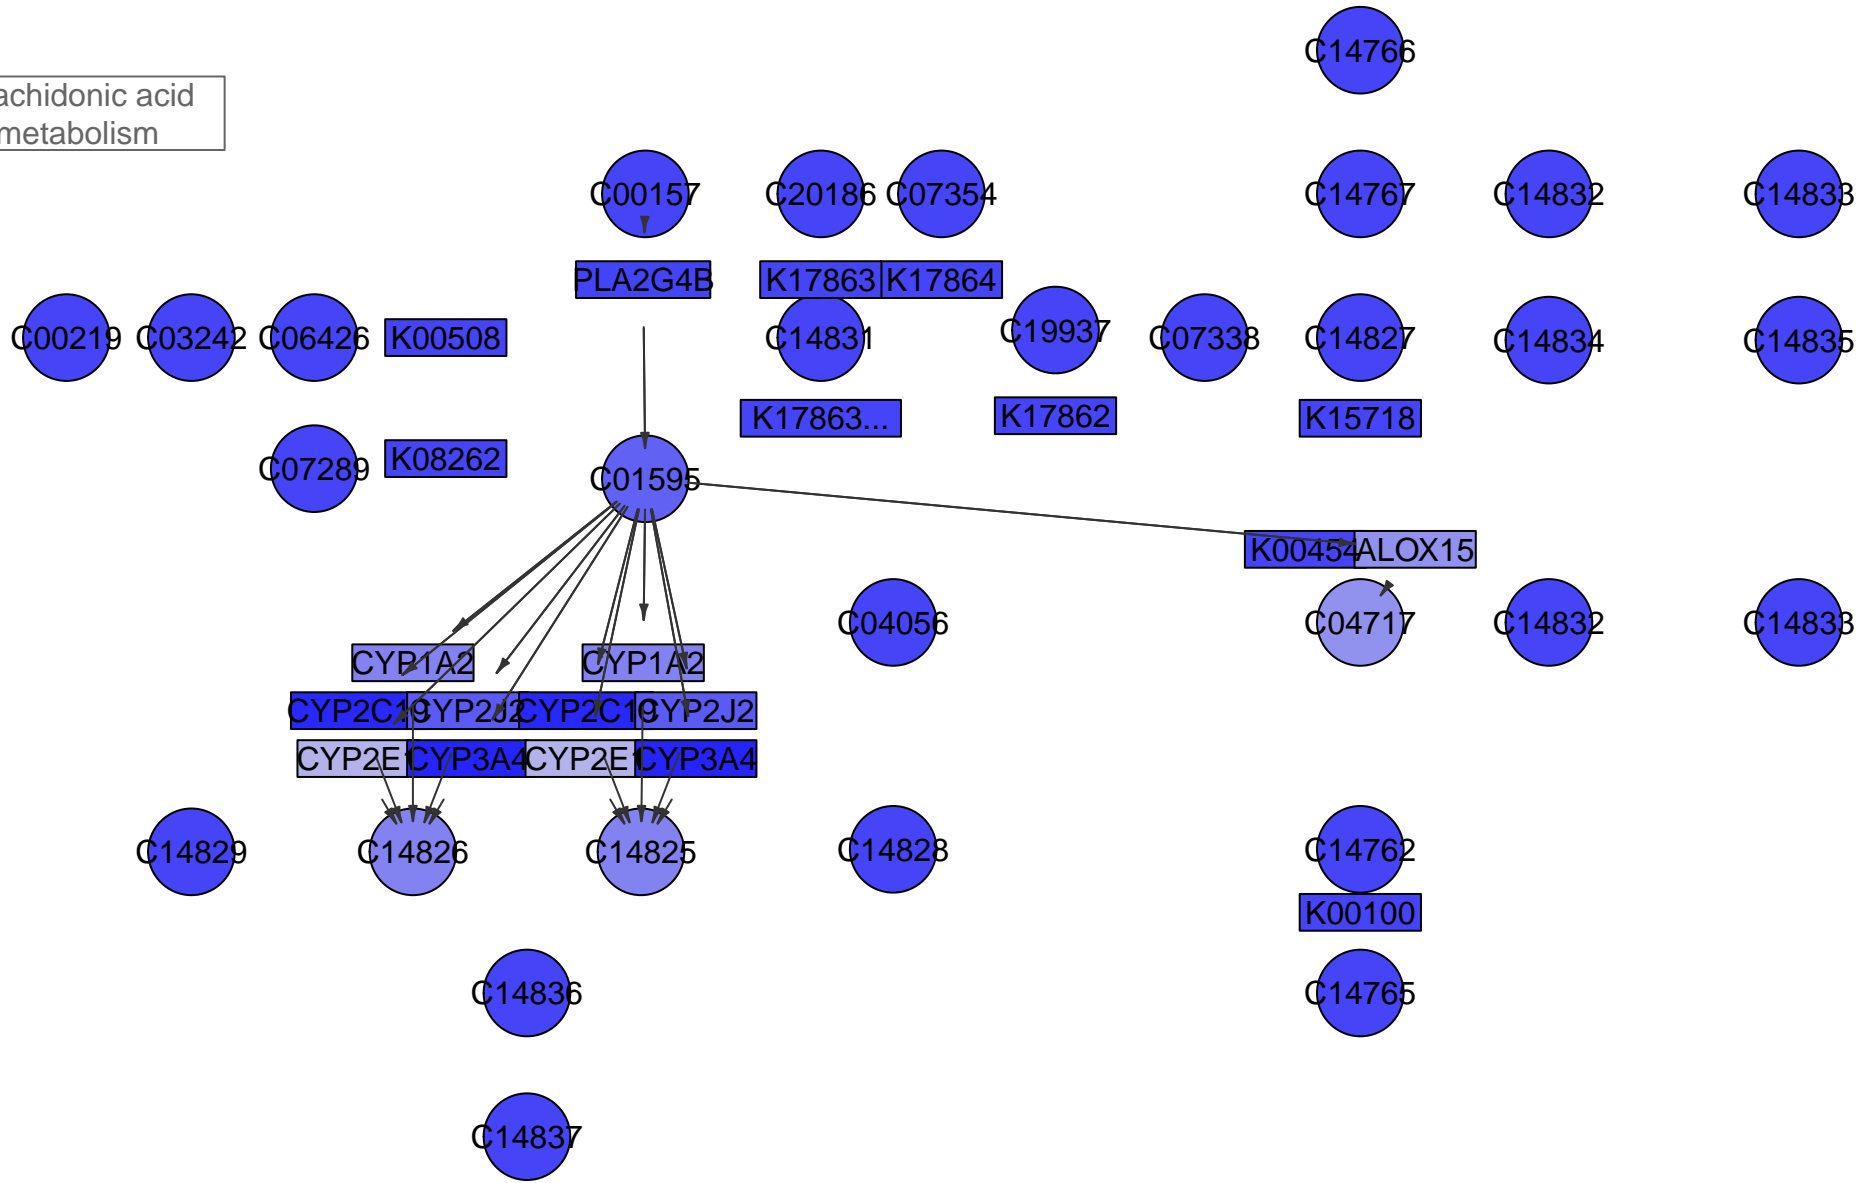 C14766
achidonic acid
metabolism
C00157
C20186
C07354
C14767
C14832
C14833
PLA2G4B
K17863
K17864
C00219
C03242
C06426
K00508
C14831
C19937
C07338
C14827
C14834
C14835
K17863...
K17862
K15718
C07289
K08262
C01595
K00454
ALOX15
C04056
C04717
C14832
C14833
CYP1A2
CYP1A2
CYP2C19
CYP2J2
CYP2C19
CYP2J2
CYP2E1
CYP3A4
CYP2E1
CYP3A4
C14829
C14826
C14825
C14828
C14762
K00100
C14836
C14765
C14837